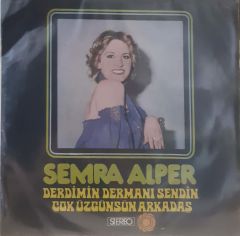 SEMRA ALPER
DERDİMİN DERMANI SENDİN
ÇOK ÜZGÜNSÜN ARKADAŞ
STEREO